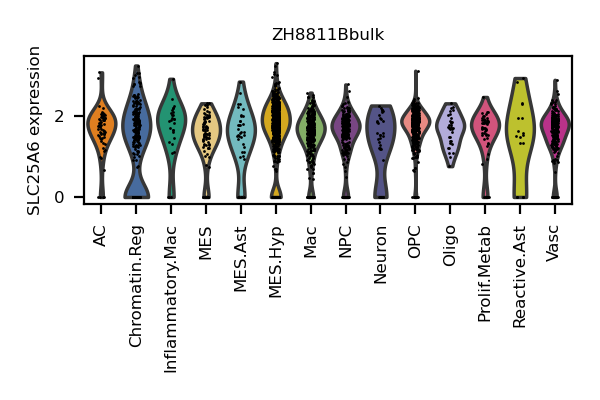 ZH8811Bbulk
SLC25A6 expression
2
0
AC
Chromatin.Reg
Inflammatory.Mac
MES
MES.Ast
MES.Hyp
Mac
NPC
Neuron
OPC
Oligo
Prolif.Metab
Reactive.Ast
Vasc